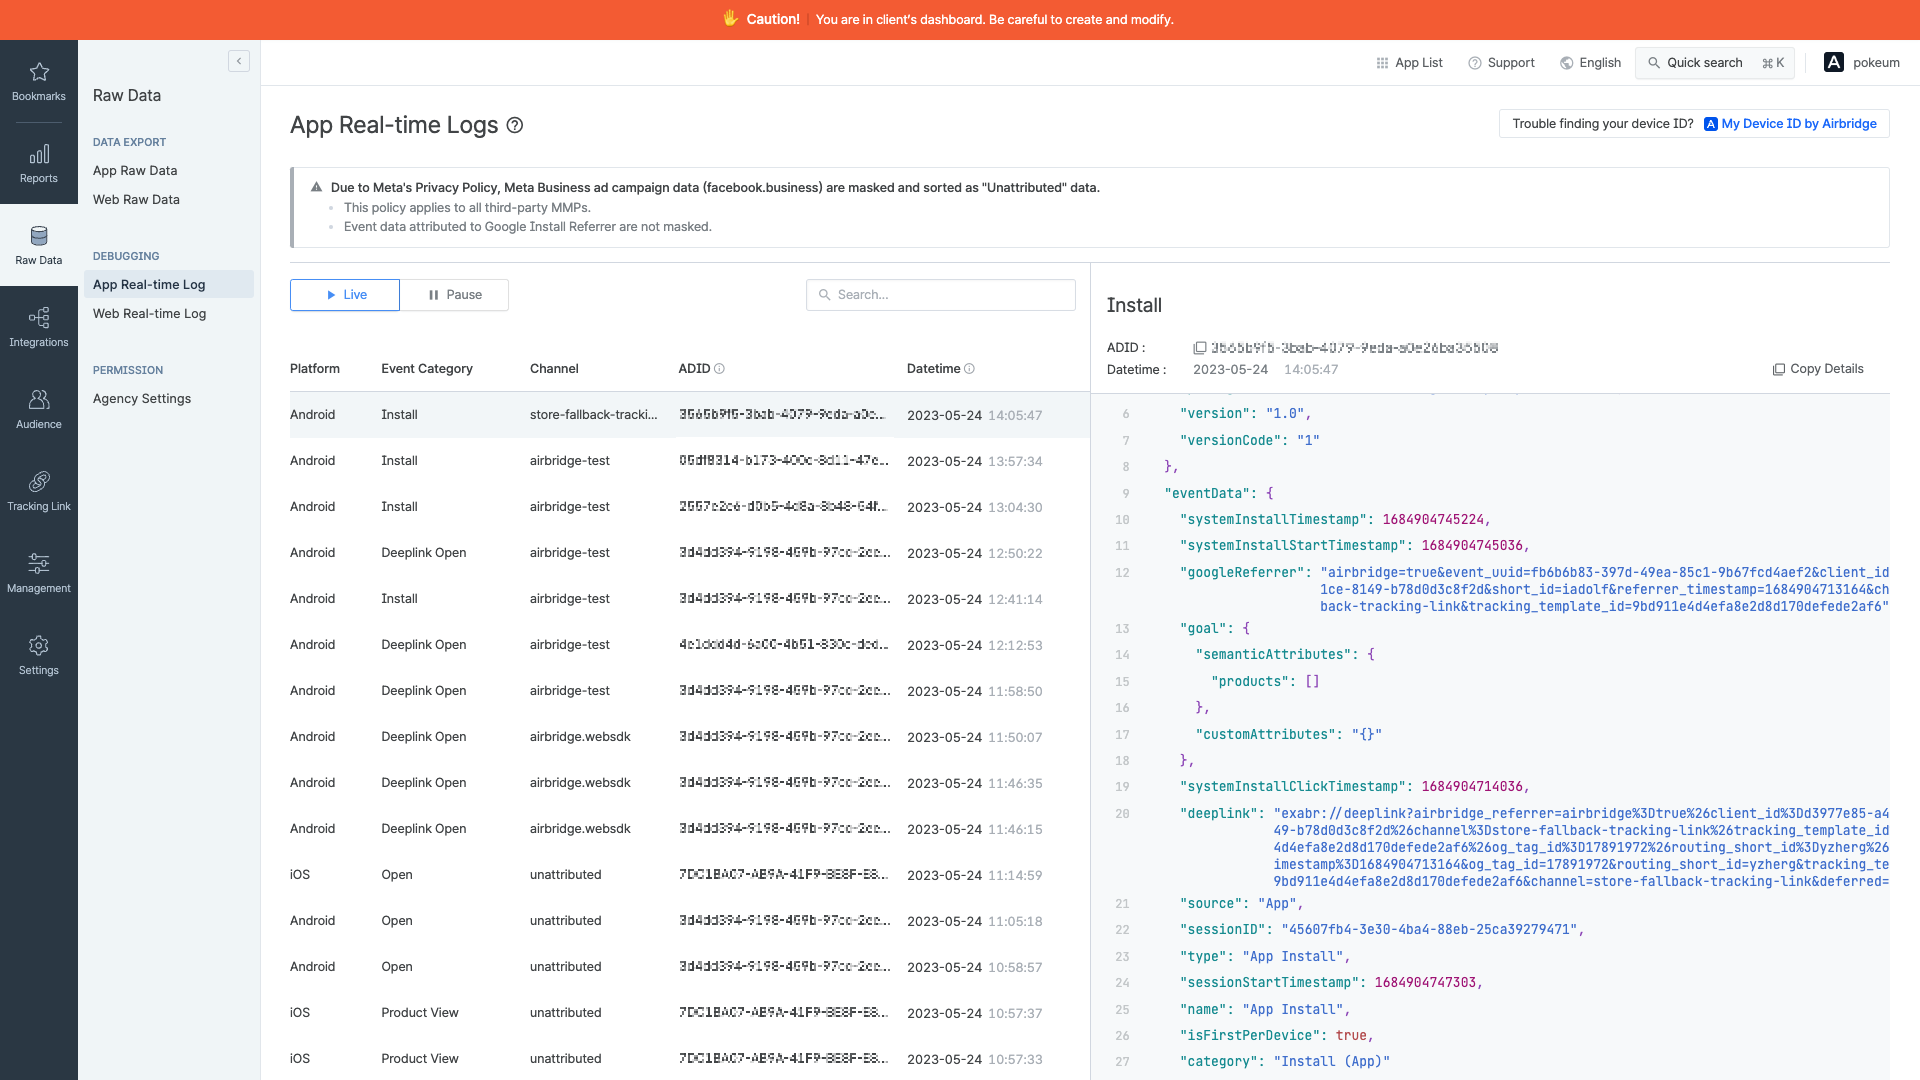 Caution! You are in client's dashboard. Be careful to create and modify.
App List
Support
English
Quick search ⌘ K
pokeum
Bookmarks
Reports
Raw Data
Integrations
Audience
Tracking Link
Management
Settings
Raw Data
DATA EXPORT
App Raw Data
Web Raw Data
DEBUGGING
App Real-time Log
Web Real-time Log
PERMISSION
Agency Settings
App Real-time Logs
Trouble finding your device ID? My Device ID by Airbridge
Due to Meta's Privacy Policy, Meta Business ad campaign data (facebook.business) are masked and sorted as "Unattributed" data.
This policy applies to all third-party MMPs.
Event data attributed to Google Install Referrer are not masked.
Live Pause Search...
Platform Event Category Channel ADID Datetime
Android Install store-fallback-tracki... 2023-05-24 14:05:47
Android Install airbridge-test 2023-05-24 13:57:34
Android Install airbridge-test 2023-05-24 13:04:30
Android Deeplink Open airbridge-test 2023-05-24 12:50:22
Android Install airbridge-test 2023-05-24 12:41:14
Android Deeplink Open airbridge-test 2023-05-24 12:12:53
Android Deeplink Open airbridge-test 2023-05-24 11:58:50
Android Deeplink Open airbridge.websdk 2023-05-24 11:50:07
Android Deeplink Open airbridge.websdk 2023-05-24 11:46:35
Android Deeplink Open airbridge.websdk 2023-05-24 11:46:15
iOS Open unattributed 2023-05-24 11:14:59
Android Open unattributed 2023-05-24 11:05:18
Android Open unattributed 2023-05-24 10:58:57
iOS Product View unattributed 2023-05-24 10:57:37
iOS Product View unattributed 2023-05-24 10:57:33
Install
ADID :
Datetime : 2023-05-24 14:05:47
Copy Details
6 "version": "1.0",
7 "versionCode": "1"
8 },
9 "eventData": {
10 "systemInstallTimestamp": 1684904745224,
11 "systemInstallStartTimestamp": 1684904745036,
12 "googleReferrer": "airbridge=true&event_uuid=fb6b6b83-397d-49ea-85c1-9b67fcd4aef2&client_id
1ce-8149-b78d0d3c8f2d&short_id=iadolf&referrer_timestamp=1684904713164&ch
back-tracking-link&tracking_template_id=9bd911e4d4efa8e2d8d170defede2af6"
13 "goal": {
14 "semanticAttributes": {
15 "products": []
16 },
17 "customAttributes": "{}"
18 },
19 "systemInstallClickTimestamp": 1684904714036,
20 "deeplink": "exabr://deeplink?airbridge_referrer=airbridge%3Dtrue%26client_id%3Dd3977e85-a4
49-b78d0d3c8f2d%26channel%3Dstore-fallback-tracking-link%26tracking_template_id
4d4efa8e2d8d170defede2af6%26og_tag_id%3D17891972%26routing_short_id%3Dyzherg%26
imestamp%3D1684904713164&og_tag_id=17891972&routing_short_id=yzherg&tracking_te
9bd911e4d4efa8e2d8d170defede2af6&channel=store-fallback-tracking-link&deferred=
21 "source": "App",
22 "sessionID": "45607fb4-3e30-4ba4-88eb-25ca39279471",
23 "type": "App Install",
24 "sessionStartTimestamp": 1684904747303,
25 "name": "App Install",
26 "isFirstPerDevice": true,
27 "category": "Install (App)"